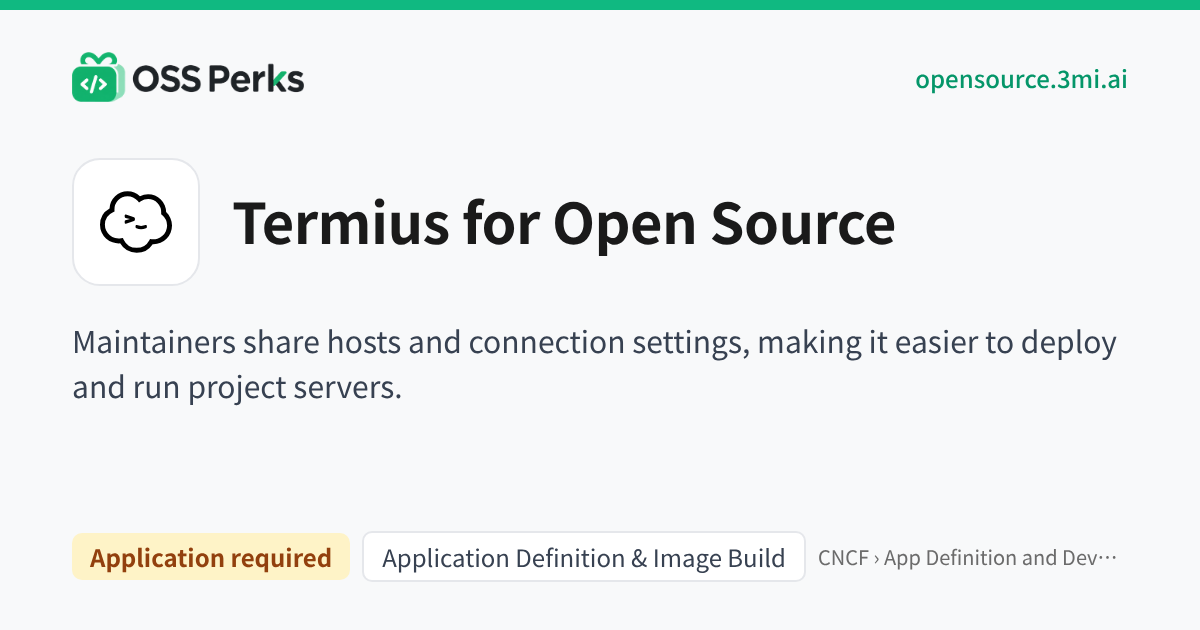 </> OSS Perks
opensource.3mi.ai
>_
Termius for Open Source
Maintainers share hosts and connection settings, making it easier to deploy
and run project servers.
Application required
Application Definition & Image Build
CNCF › App Definition and Dev···